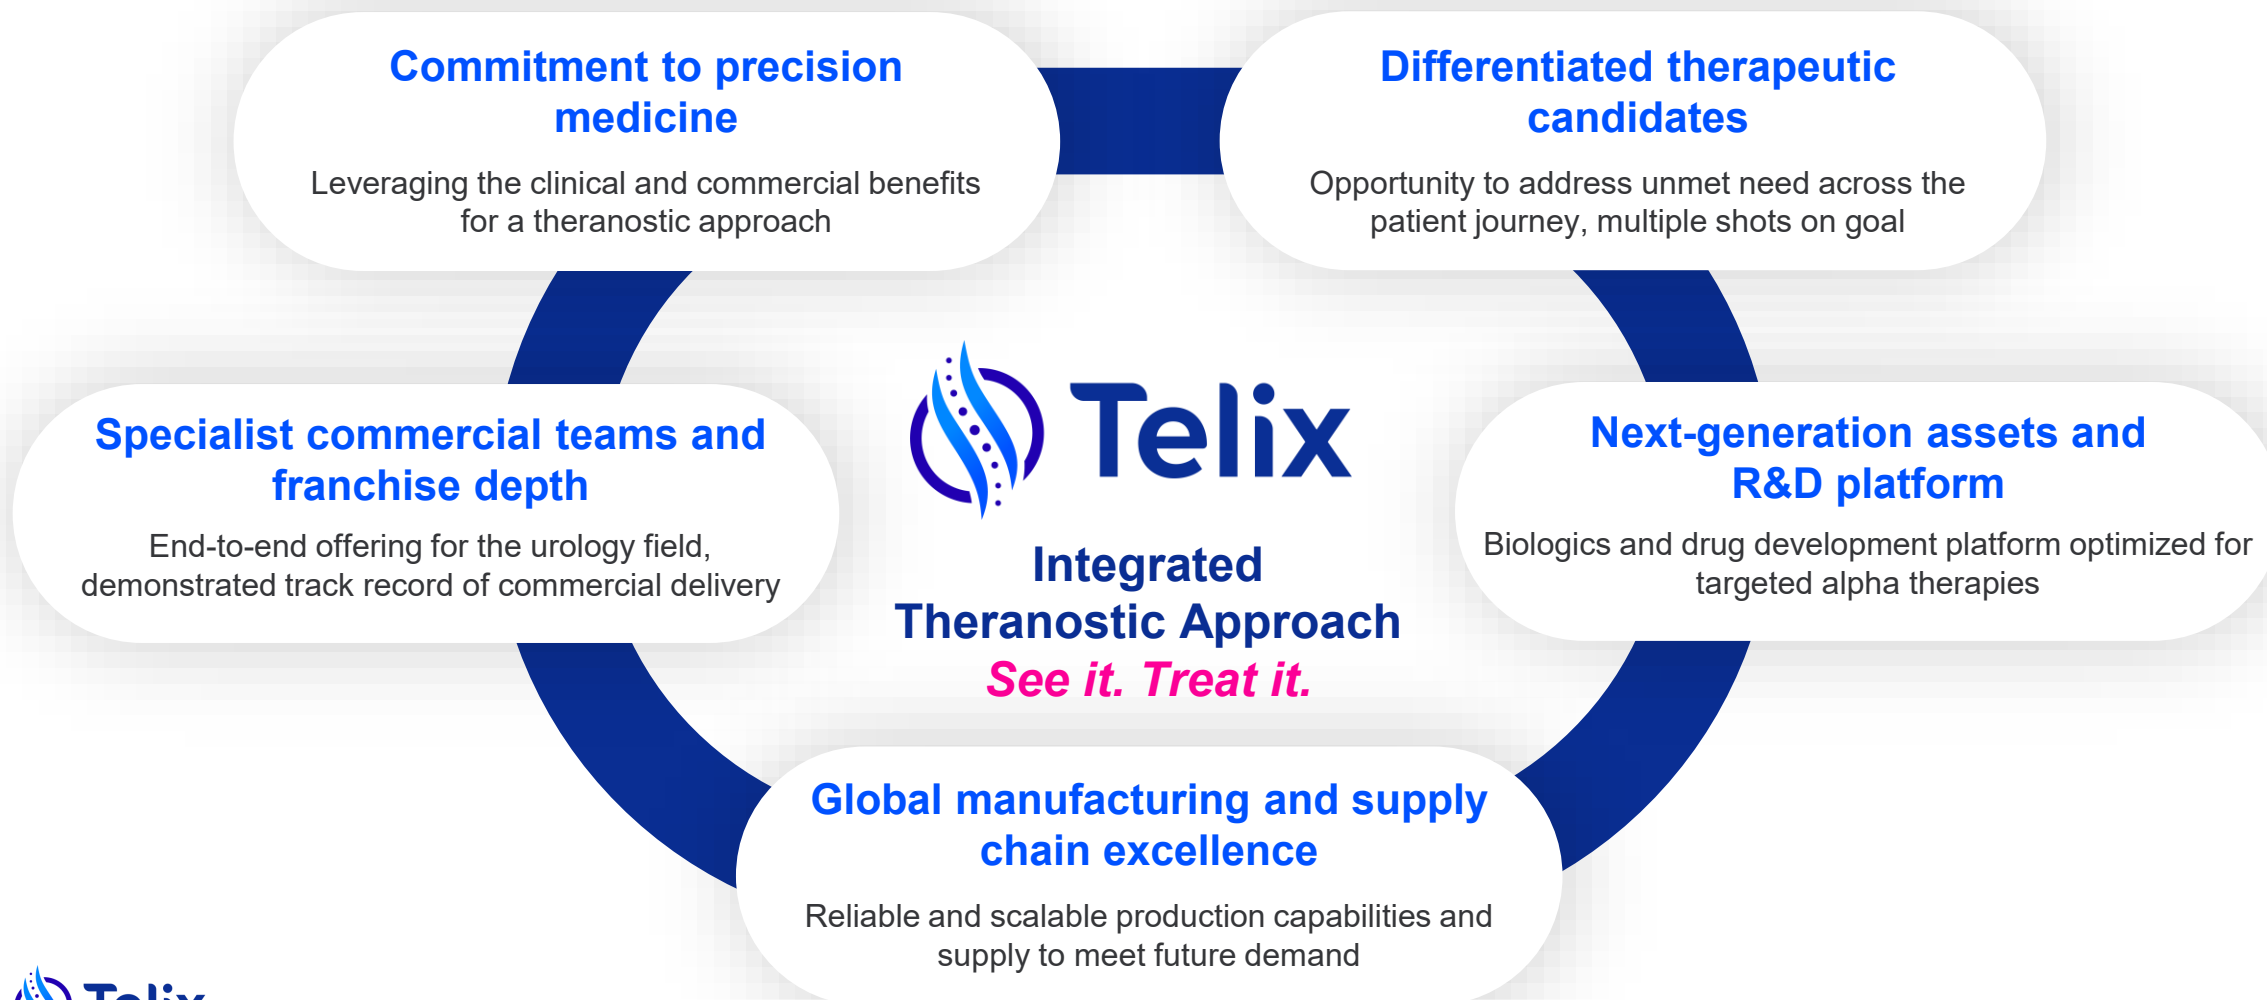 Commitment to precision
medicine
Leveraging the clinical and commercial benefits
for a theranostic approach
Differentiated therapeutic
candidates
Opportunity to address unmet need across the
patient journey, multiple shots on goal
Specialist commercial teams and
franchise depth
End-to-end offering for the urology field,
demonstrated track record of commercial delivery
Telix
Integrated
Theranostic Approach
See it. Treat it.
Next-generation assets and
R&D platform
Biologics and drug development platform optimized for
targeted alpha therapies
Global manufacturing and supply
chain excellence
Reliable and scalable production capabilities and
supply to meet future demand
Telix